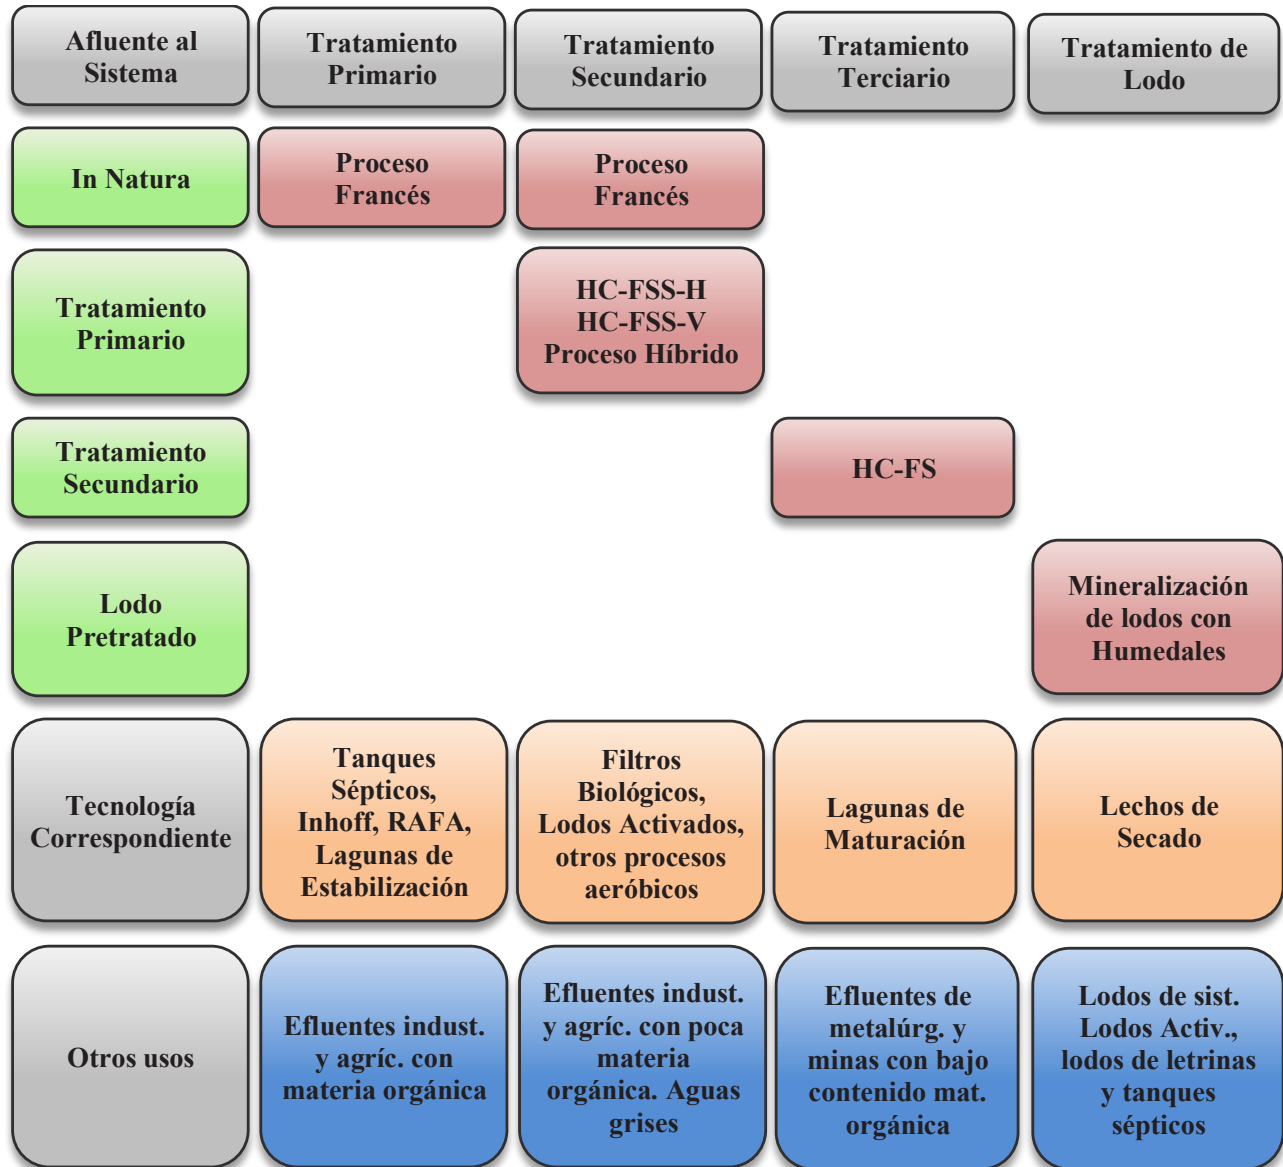 Afluente al
Sistema
Tratamiento
Primario
Tratamiento
Secundario
Tratamiento
Terciario
Tratamiento de
Lodo
In Natura
Proceso
Francés
Proceso
Francés
Tratamiento
Primario
HC-FSS-H
HC-FSS-V
Proceso Híbrido
Tratamiento
Secundario
HC-FS
Lodo
Pretratado
Mineralización
de lodos con
Humedales
Tecnología
Correspondiente
Tanques
Sépticos,
Inhoff, RAFA,
Lagunas de
Estabilización
Filtros
Biológicos,
Lodos Activados,
otros procesos
aeróbicos
Lagunas de
Maturación
Lechos de
Secado
Otros usos
Efluentes indust.
y agríc. con
materia orgánica
Efluentes indust.
y agríc. con poca
materia
orgánica. Aguas
grises
Efluentes de
metalúrg. y
minas con bajo
contenido mat.
orgánica
Lodos de sist.
Lodos Activ.,
lodos de letrinas
y tanques
sépticos